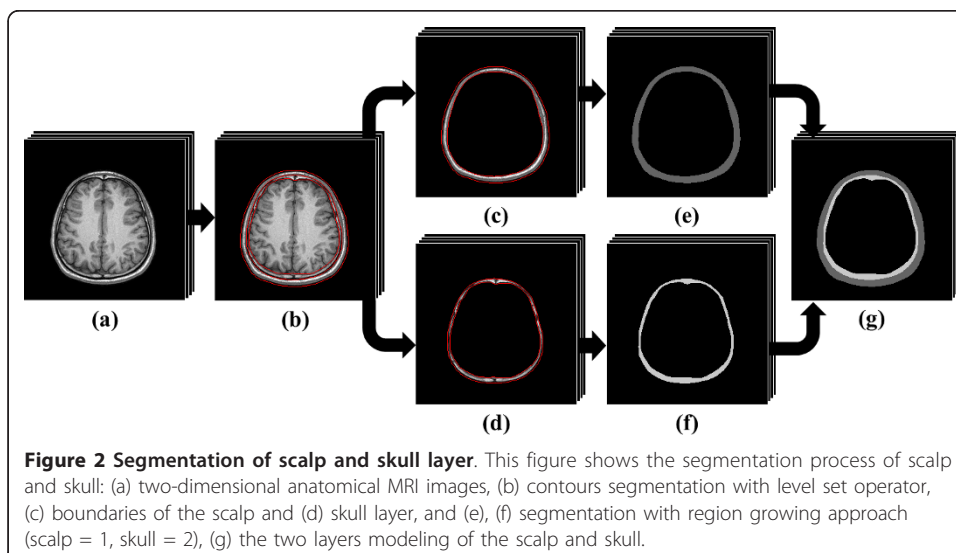 (c)
(e)
(a)
(b)
(g)
(d)
(f)
Figure 2 Segmentation of scalp and skull layer. This figure shows the segmentation process of scalp
and skull: (a) two-dimensional anatomical MRI images, (b) contours segmentation with level set operator,
(c) boundaries of the scalp and (d) skull layer, and (e), (f) segmentation with region growing approach
(scalp = 1, skull = 2), (g) the two layers modeling of the scalp and skull.